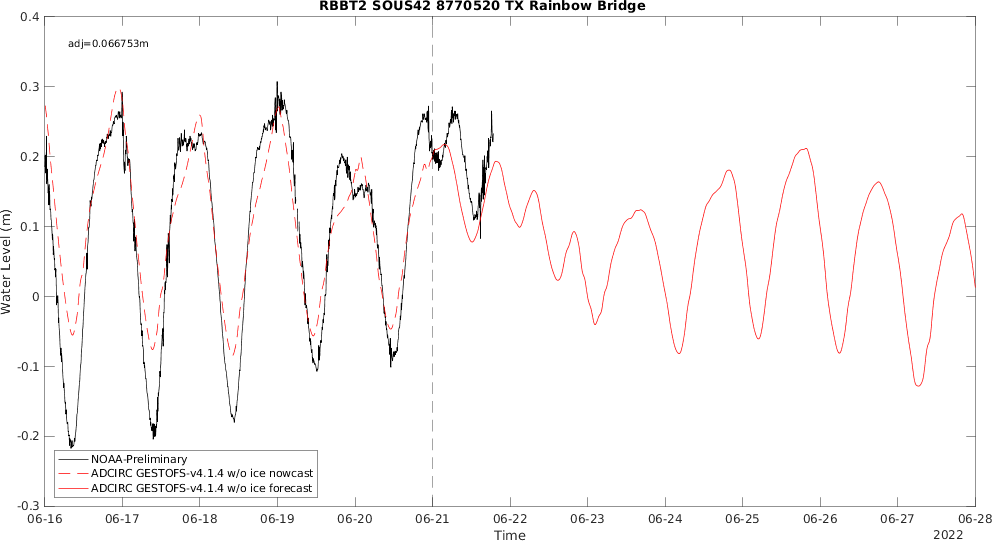 RBBT2 SOUS42 8770520 TX Rainbow Bridge
adj=0.066753m
0.4
0.3
0.2
0.1
0
-0.1
-0.2
-0.3
Water Level (m)
NOAA-Preliminary
ADCIRC GESTOFS-v4.1.4 w/o ice nowcast
ADCIRC GESTOFS-v4.1.4 w/o ice forecast
06-16 06-17 06-18 06-19 06-20 06-21 06-22 06-23 06-24 06-25 06-26 06-27 06-28
Time
2022